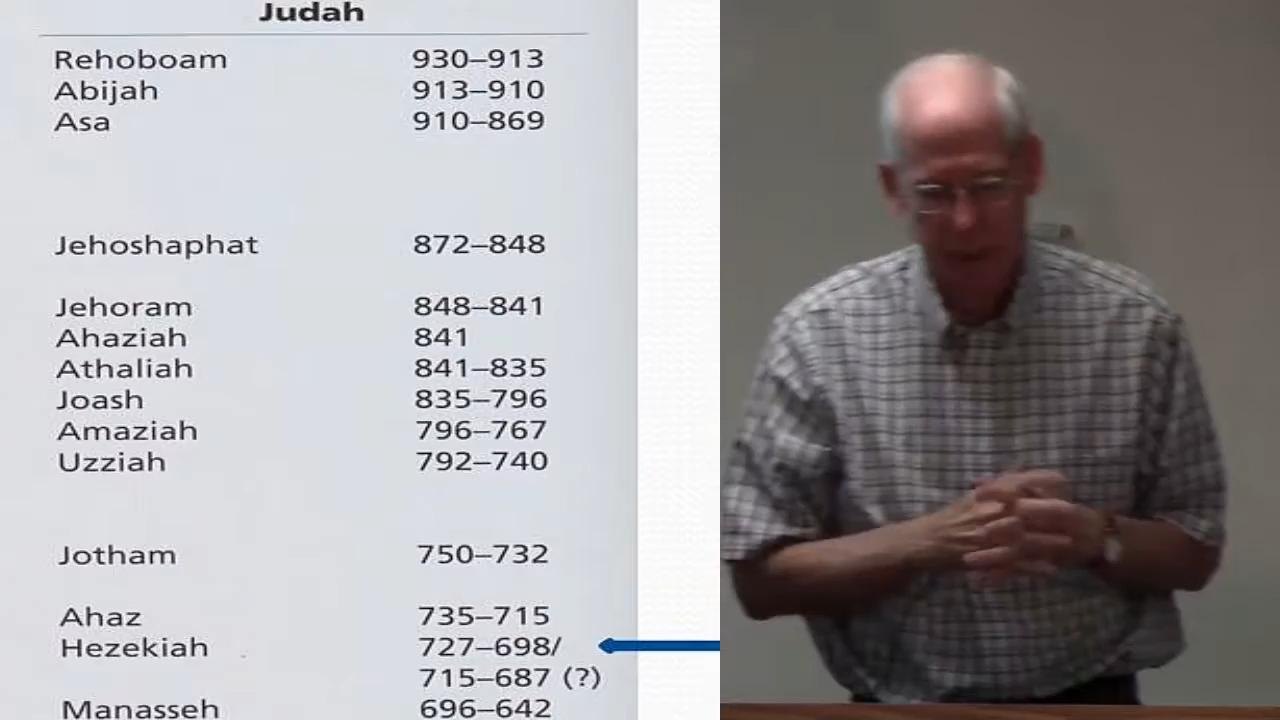 Judah
Rehoboam 930–913
Abijah 913–910
Asa 910–869
Jehoshaphat 872–848
Jehoram 848–841
Ahaziah 841
Athaliah 841–835
Joash 835–796
Amaziah 796–767
Uzziah 792–740
Jotham 750–732
Ahaz 735–715
Hezekiah 727–698/
715–687 (?)
Manasseh 696–642